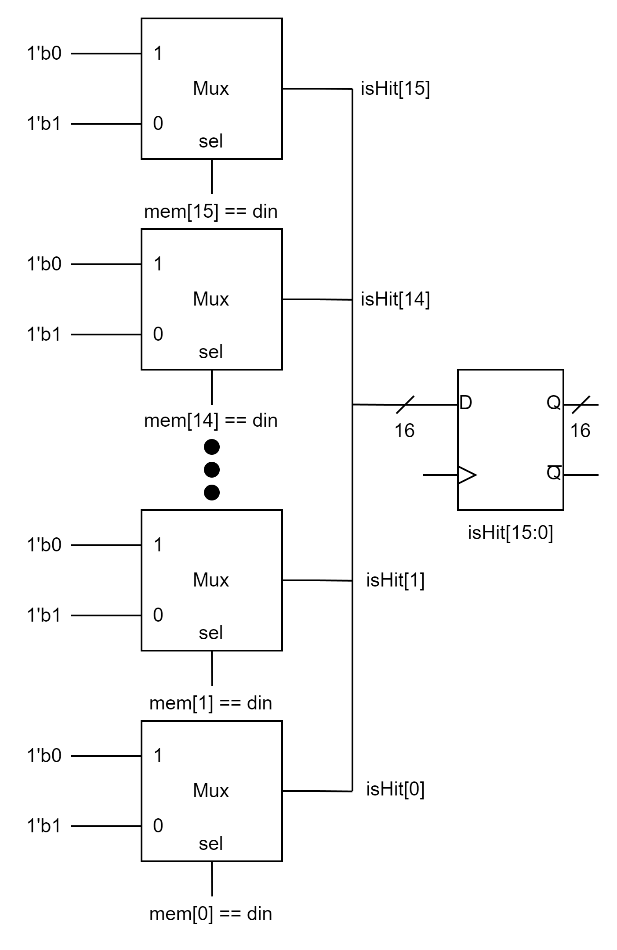 1'b0
1
Mux
isHit[15]
1'b1
0
sel
mem[15] == din
1'b0
1
Mux
isHit[14]
1'b1
0
sel
mem[14] == din
D
Q
16
16
Q̅
isHit[15:0]
1'b0
1
Mux
isHit[1]
1'b1
0
sel
mem[1] == din
1'b0
1
Mux
isHit[0]
1'b1
0
sel
mem[0] == din